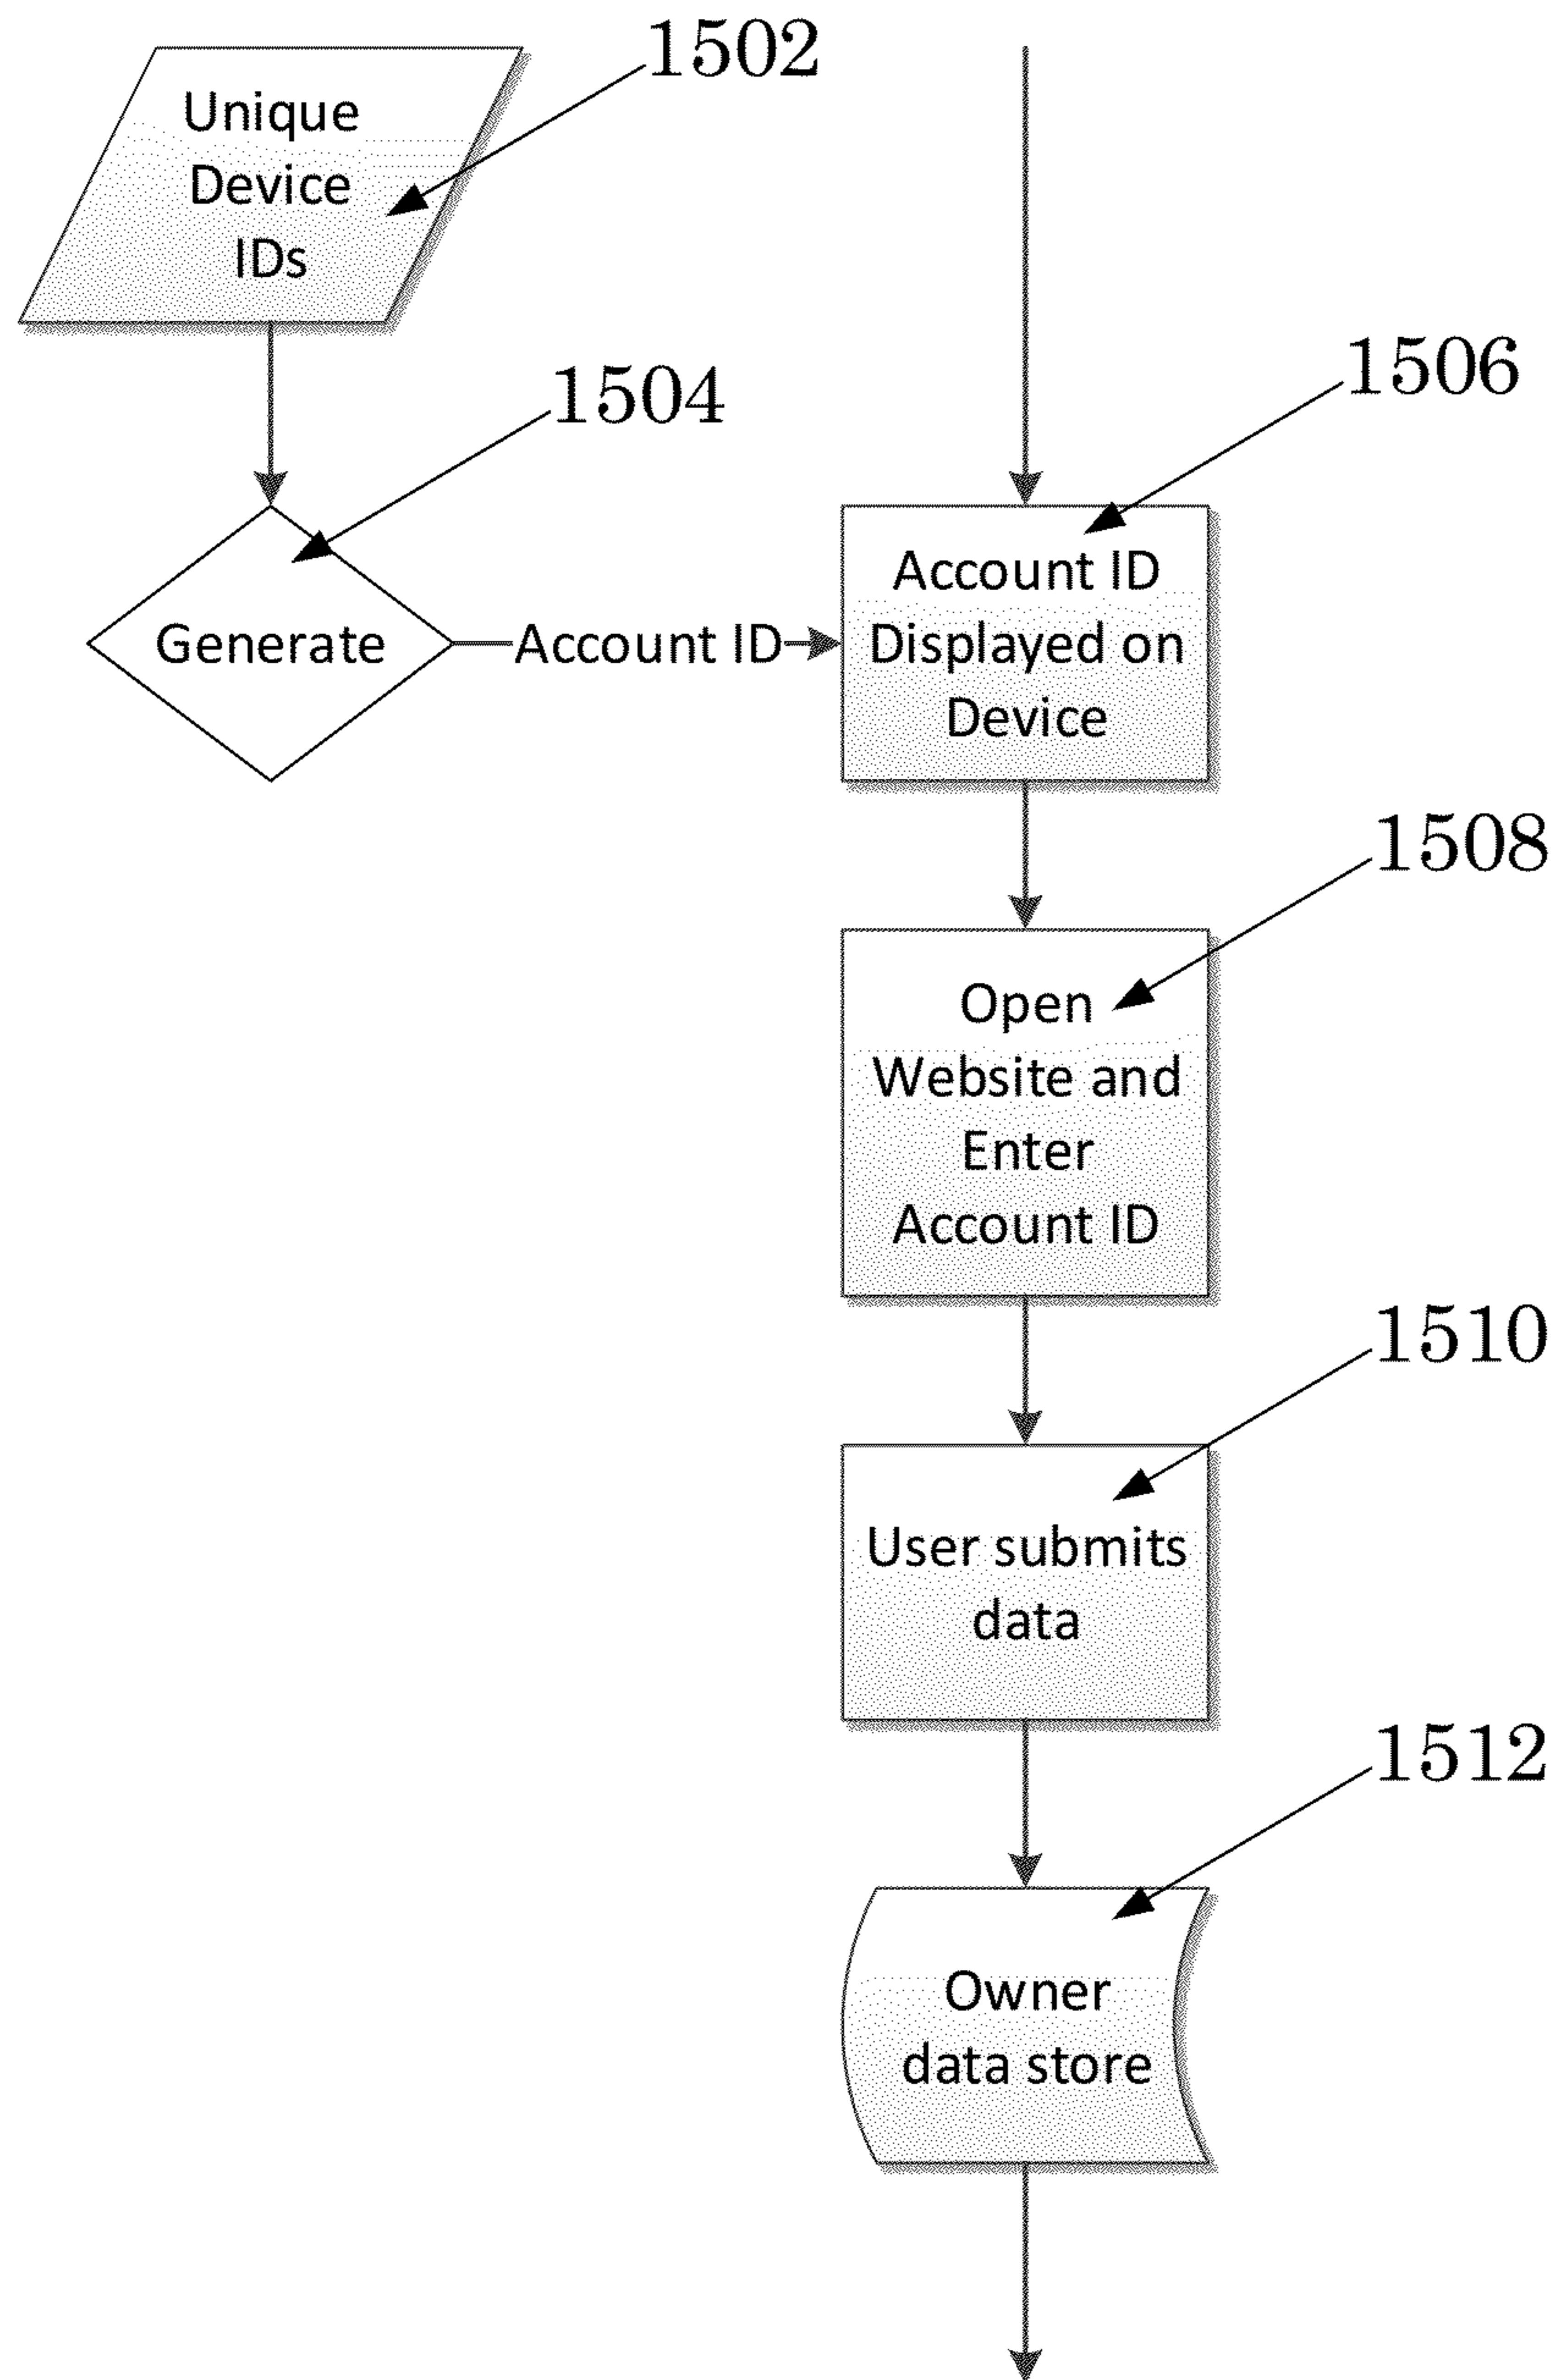 1502
Unique
Device
IDs
1504
Generate
Account ID
1506
Account ID
Displayed on
Device
1508
Open
Website and
Enter
Account ID
1510
User submits
data
1512
Owner
data store